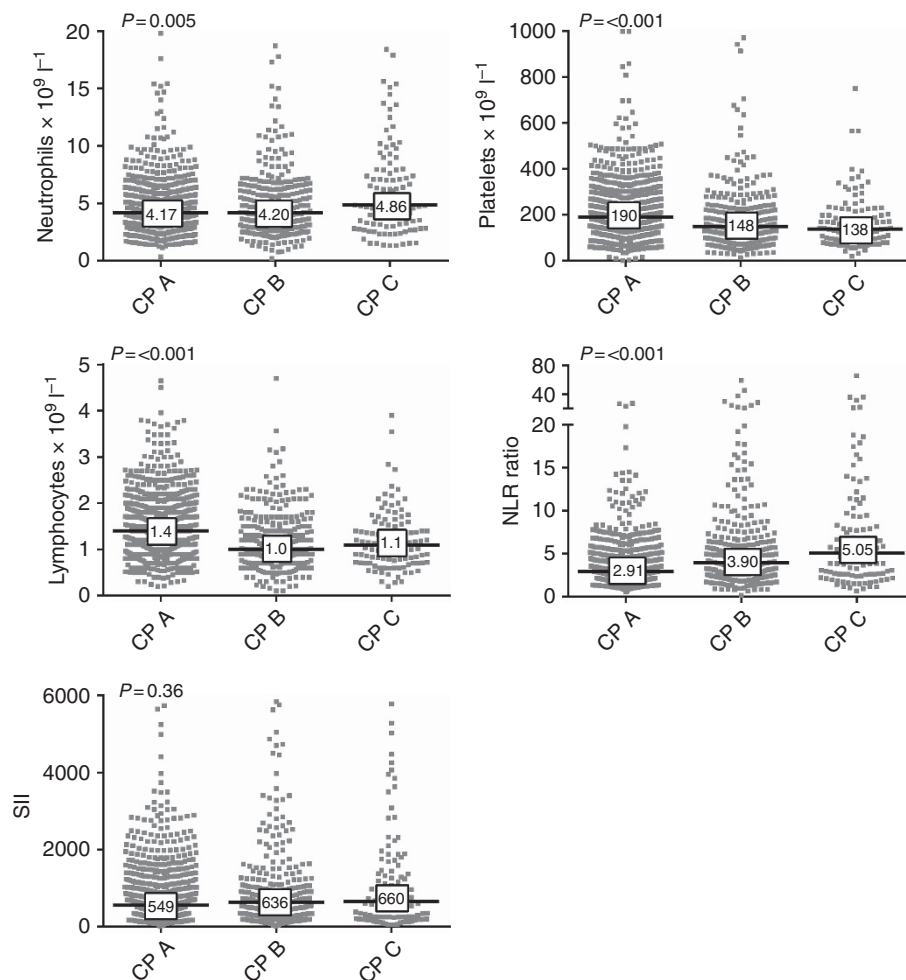 P = 0.005
20
15
10
5
0
Neutrophils × 10⁹ l⁻¹
4.17
4.20
4.86
CP A
CP B
CP C
P = <0.001
1000
800
600
400
200
0
Platelets × 10⁹ l⁻¹
190
148
138
CP A
CP B
CP C
P = <0.001
5
4
3
2
1
0
Lymphocytes × 10⁹ l⁻¹
1.4
1.0
1.1
CP A
CP B
CP C
P = <0.001
80
40
20
15
10
5
0
NLR ratio
2.91
3.90
5.05
CP A
CP B
CP C
P = 0.36
6000
4000
2000
0
SII
549
636
660
CP A
CP B
CP C